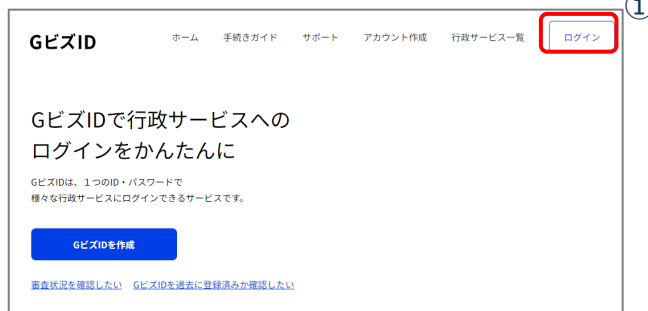 ①
GビズID ホーム 手続きガイド サポート アカウント作成 行政サービス一覧 ログイン
GビズIDで行政サービスへの
ログインをかんたんに
GビズIDは、1つのID・パスワードで
様々な行政サービスにログインできるサービスです。
GビズIDを作成
審査状況を確認したい GビズIDを過去に登録済みか確認したい